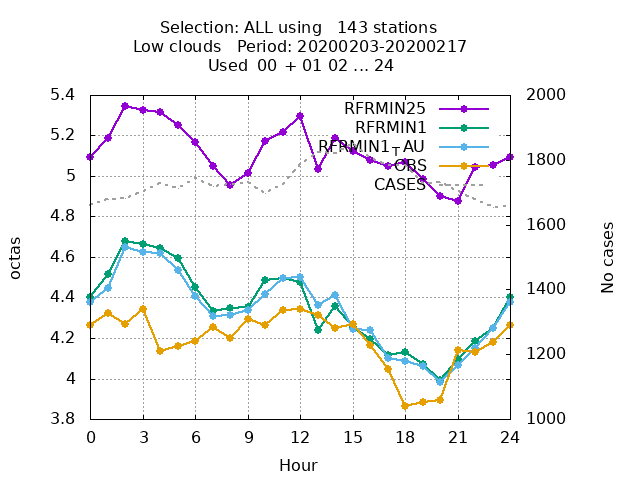 Selection: ALL using   143 stations
Low clouds   Period: 20200203-20200217
Used  00 + 01 02 ... 24
5.4
5.2
5
4.8
4.6
4.4
4.2
4
3.8
octas
2000
1800
1600
1400
1200
1000
No cases
RFRMIN25
RFRMIN1
RFRMIN1_AU
OBS
CASES
0 3 6 9 12 15 18 21 24
Hour